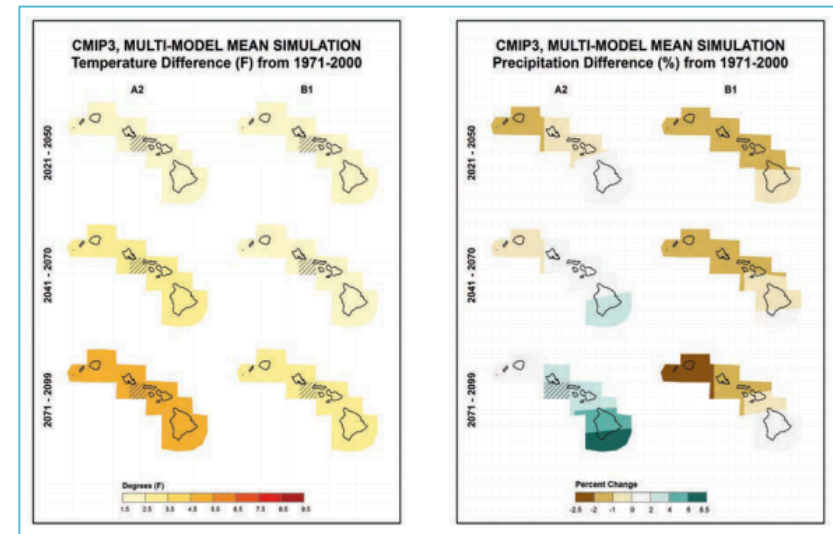 CMIP3, MULTI-MODEL MEAN SIMULATION
Temperature Difference (F) from 1971-2000
A2
B1
2021 - 2050
2041 - 2070
2071 - 2099
Degrees (F)
1.5 2.5 3.5 4.5 5.5 6.5 7.5 8.5 9.5
CMIP3, MULTI-MODEL MEAN SIMULATION
Precipitation Difference (%) from 1971-2000
A2
B1
2021 - 2050
2041 - 2070
2071 - 2099
Percent Change
-2.5 -2 -1 0 2 4 6 8.5